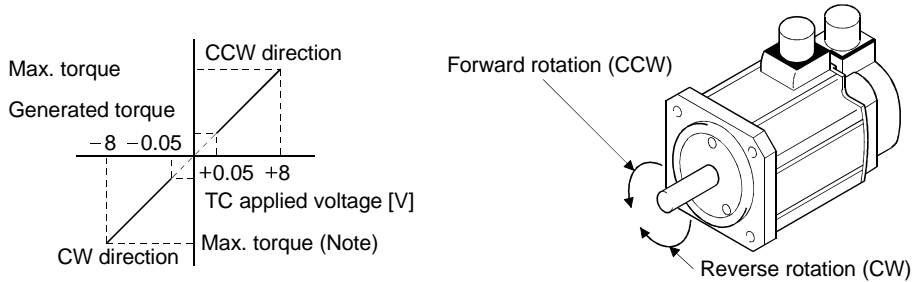 CCW direction
Max. torque
Generated torque
−8 −0.05
+0.05 +8
TC applied voltage [V]
Max. torque (Note)
CW direction
Forward rotation (CCW)
Reverse rotation (CW)